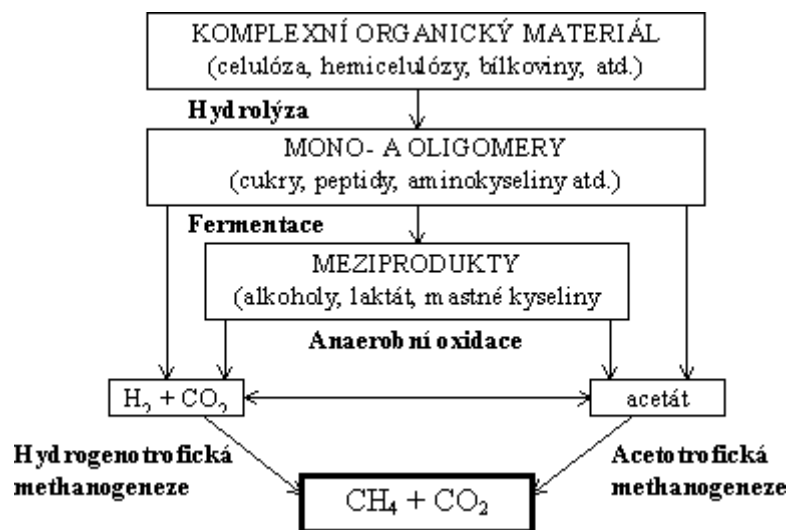 KOMPLEXNÍ ORGANICKÝ MATERIÁL
(celulóza, hemicelulózy, bílkoviny, atd.)
Hydrolýza
MONO- A OLIGOMERY
(cukry, peptidy, aminokyseliny atd.)
Fermentace
MEZIPRODUKTY
(alkoholy, laktát, mastné kyseliny
Anaerobní oxidace
H₂ + CO₂
acetát
Hydrogenotrofická
methanogeneze
Acetotrofická
methanogeneze
CH₄ + CO₂